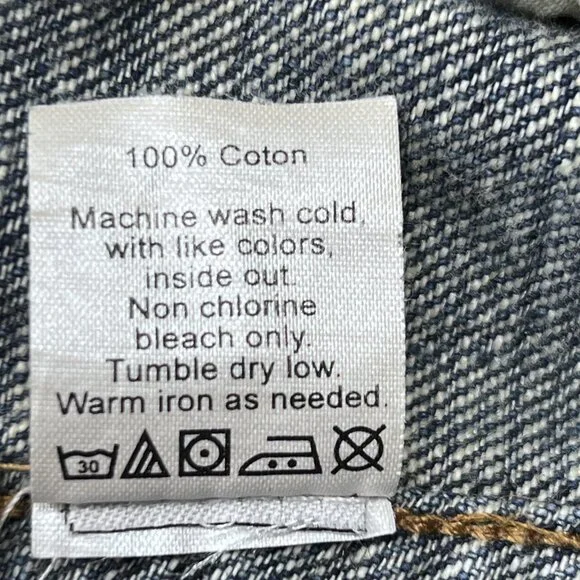 100% Coton
Machine wash cold,
with like colors,
inside out.
Non chlorine
bleach only.
Tumble dry low.
Warm iron as needed.
30